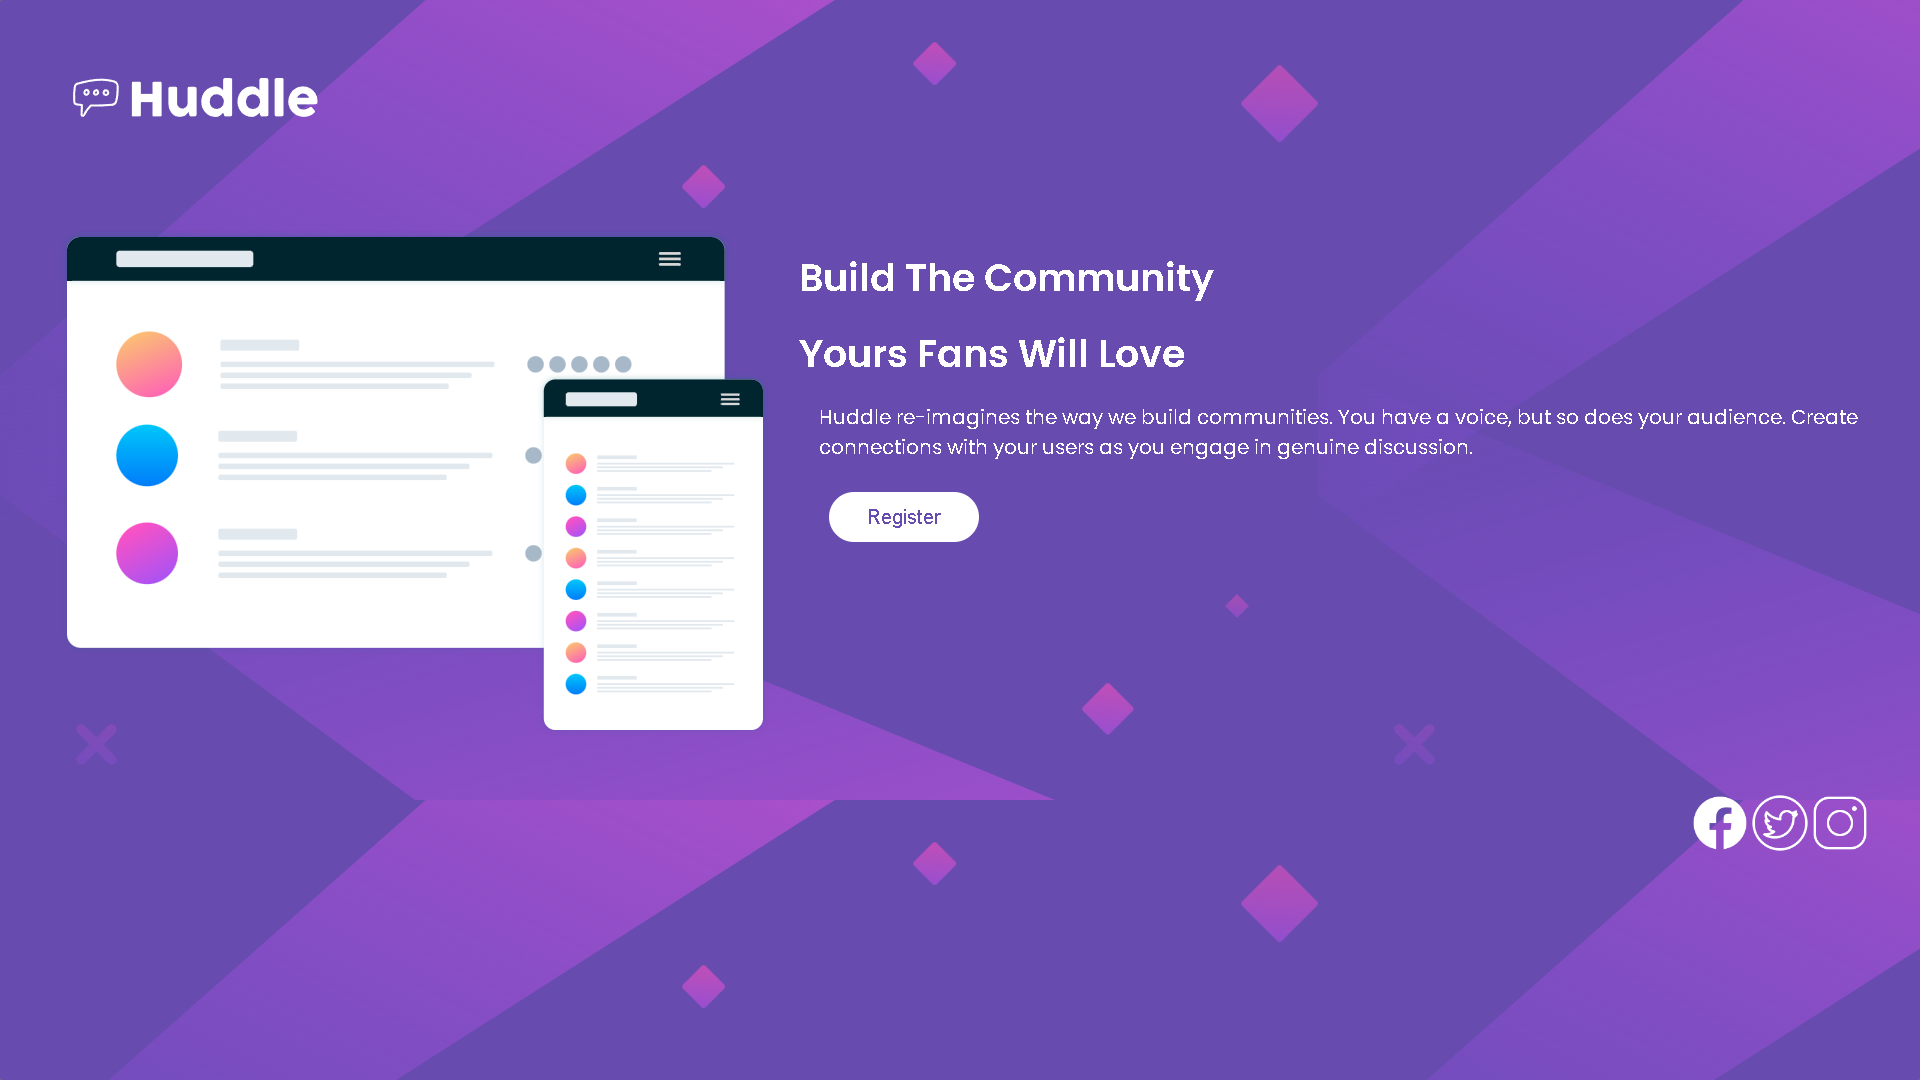 Huddle
Build The Community
Yours Fans Will Love
Huddle re-imagines the way we build communities. You have a voice, but so does your audience. Create
connections with your users as you engage in genuine discussion.
Register